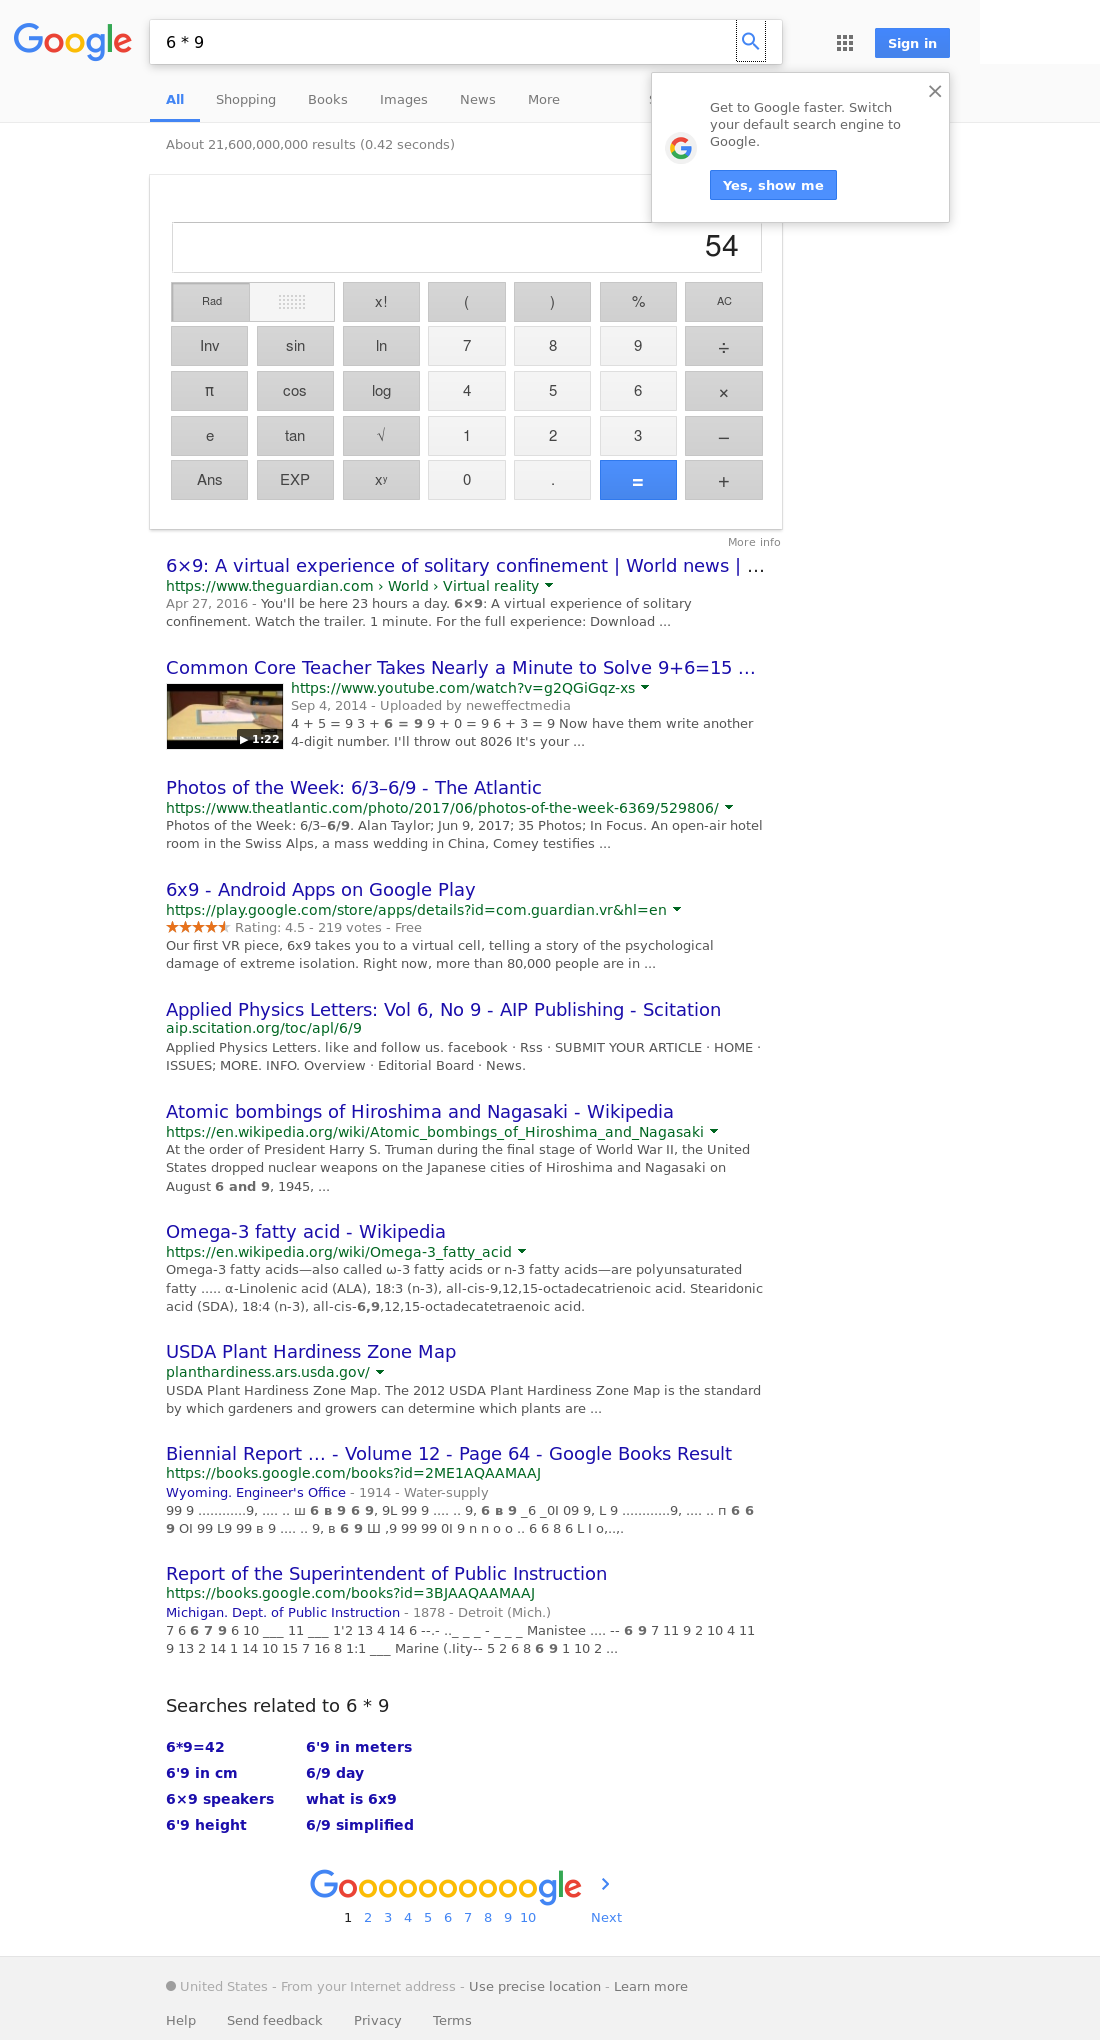 Google
6 * 9
Sign in
All Shopping Books Images News More
Get to Google faster. Switch
your default search engine to
Google.
Yes, show me
About 21,600,000,000 results (0.42 seconds)
54
Rad x! ( ) % AC
Inv sin ln 7 8 9 ÷
π cos log 4 5 6 ×
e tan √ 1 2 3 −
Ans EXP xʸ 0 . = +
More info
6×9: A virtual experience of solitary confinement | World news | ...
https://www.theguardian.com › World › Virtual reality
Apr 27, 2016 - You'll be here 23 hours a day. 6×9: A virtual experience of solitary
confinement. Watch the trailer. 1 minute. For the full experience: Download ...
Common Core Teacher Takes Nearly a Minute to Solve 9+6=15 ...
https://www.youtube.com/watch?v=g2QGiGqz-xs
Sep 4, 2014 - Uploaded by neweffectmedia
4 + 5 = 9 3 + 6 = 9 9 + 0 = 9 6 + 3 = 9 Now have them write another
4-digit number. I'll throw out 8026 It's your ...
▶ 1:22
Photos of the Week: 6/3–6/9 - The Atlantic
https://www.theatlantic.com/photo/2017/06/photos-of-the-week-6369/529806/
Photos of the Week: 6/3–6/9. Alan Taylor; Jun 9, 2017; 35 Photos; In Focus. An open-air hotel
room in the Swiss Alps, a mass wedding in China, Comey testifies ...
6x9 - Android Apps on Google Play
https://play.google.com/store/apps/details?id=com.guardian.vr&hl=en
Rating: 4.5 - 219 votes - Free
Our first VR piece, 6x9 takes you to a virtual cell, telling a story of the psychological
damage of extreme isolation. Right now, more than 80,000 people are in ...
Applied Physics Letters: Vol 6, No 9 - AIP Publishing - Scitation
aip.scitation.org/toc/apl/6/9
Applied Physics Letters. like and follow us. facebook · Rss · SUBMIT YOUR ARTICLE · HOME ·
ISSUES; MORE. INFO. Overview · Editorial Board · News.
Atomic bombings of Hiroshima and Nagasaki - Wikipedia
https://en.wikipedia.org/wiki/Atomic_bombings_of_Hiroshima_and_Nagasaki
At the order of President Harry S. Truman during the final stage of World War II, the United
States dropped nuclear weapons on the Japanese cities of Hiroshima and Nagasaki on
August 6 and 9, 1945, ...
Omega-3 fatty acid - Wikipedia
https://en.wikipedia.org/wiki/Omega-3_fatty_acid
Omega-3 fatty acids—also called ω-3 fatty acids or n-3 fatty acids—are polyunsaturated
fatty ..... α-Linolenic acid (ALA), 18:3 (n-3), all-cis-9,12,15-octadecatrienoic acid. Stearidonic
acid (SDA), 18:4 (n-3), all-cis-6,9,12,15-octadecatetraenoic acid.
USDA Plant Hardiness Zone Map
planthardiness.ars.usda.gov/
USDA Plant Hardiness Zone Map. The 2012 USDA Plant Hardiness Zone Map is the standard
by which gardeners and growers can determine which plants are ...
Biennial Report ... - Volume 12 - Page 64 - Google Books Result
https://books.google.com/books?id=2ME1AQAAMAAJ
Wyoming. Engineer's Office - 1914 - Water-supply
99 9 ............9, .... .. ш 6 в 9 6 9, 9L 99 9 .... .. 9, 6 в 9 _6 _0I 09 9, L 9 ............9, .... .. п 6 6
9 OI 99 L9 99 в 9 .... .. 9, в 6 9 Ш ,9 99 99 0I 9 n n o o .. 6 6 8 6 L I o,..,.
Report of the Superintendent of Public Instruction
https://books.google.com/books?id=3BJAAQAAMAAJ
Michigan. Dept. of Public Instruction - 1878 - Detroit (Mich.)
7 6 6 7 9 6 10 ___ 11 ___ 1'2 13 4 14 6 --.- .._ _ _ - _ _ _ Manistee .... -- 6 9 7 11 9 2 10 4 11
9 13 2 14 1 14 10 15 7 16 8 1:1 ___ Marine (.Iity-- 5 2 6 8 6 9 1 10 2 ...
Searches related to 6 * 9
6*9=42 6'9 in meters
6'9 in cm 6/9 day
6×9 speakers what is 6x9
6'9 height 6/9 simplified
Goooooooooogle
1 2 3 4 5 6 7 8 9 10 Next
United States - From your Internet address - Use precise location - Learn more
Help Send feedback Privacy Terms